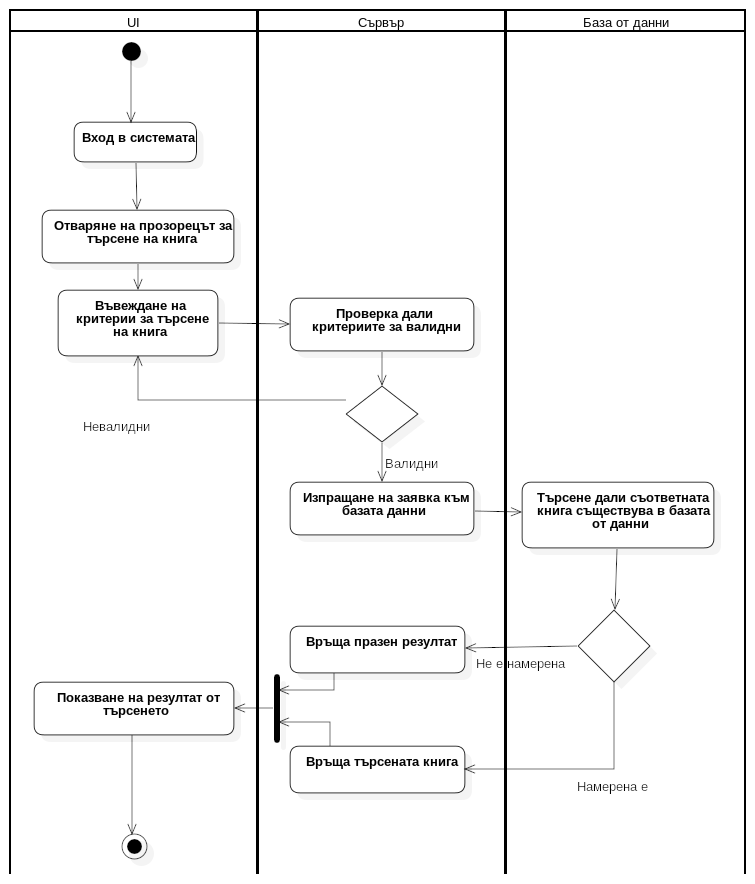 UI
Сървър
База от данни
Вход в системата
Отваряне на прозорецът за
търсене на книга
Въвеждане на
критерии за търсене
на книга
Проверка дали
критериите за валидни
Невалидни
Валидни
Изпращане на заявка към
базата данни
Търсене дали съответната
книга съществува в базата
от данни
Връща празен резултат
Не е намерена
Показване на резултат от
търсенето
Връща търсената книга
Намерена е